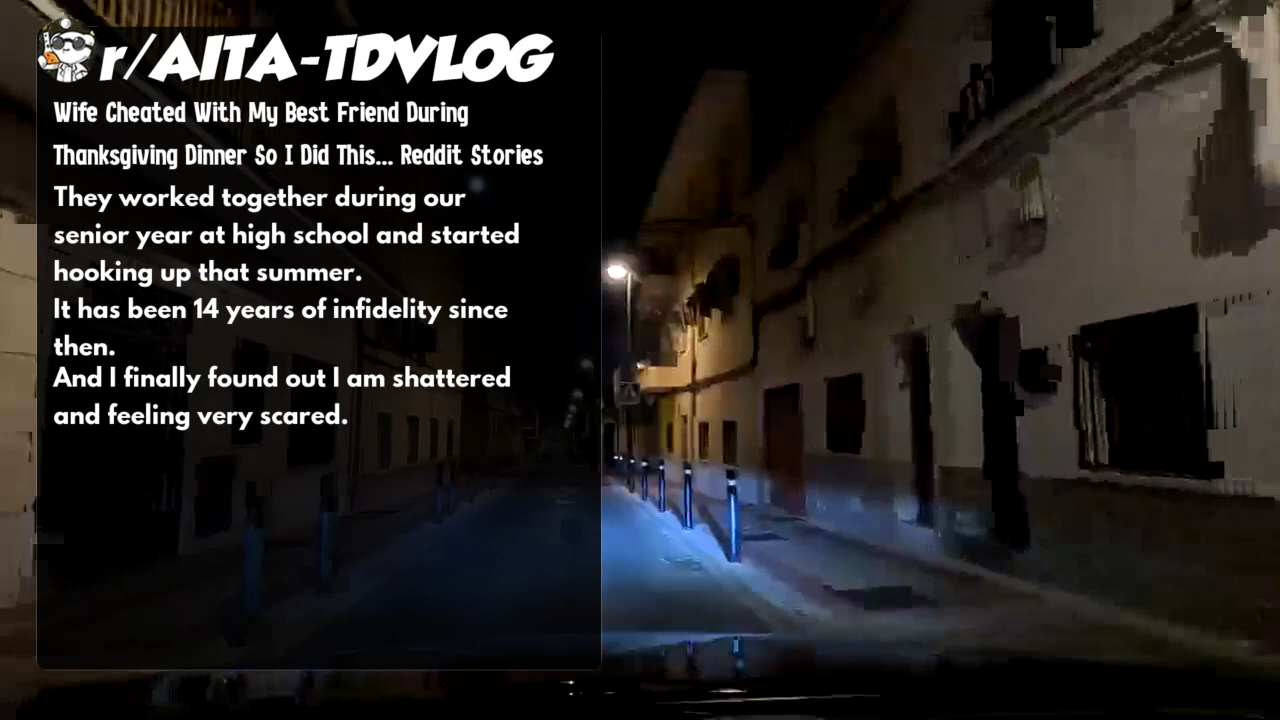 r/AITA-TDVLOG
Wife Cheated With My Best Friend During
Thanksgiving Dinner So I Did This... Reddit Stories
They worked together during our
senior year at high school and started
hooking up that summer.
It has been 14 years of infidelity since
then.
And I finally found out I am shattered
and feeling very scared.